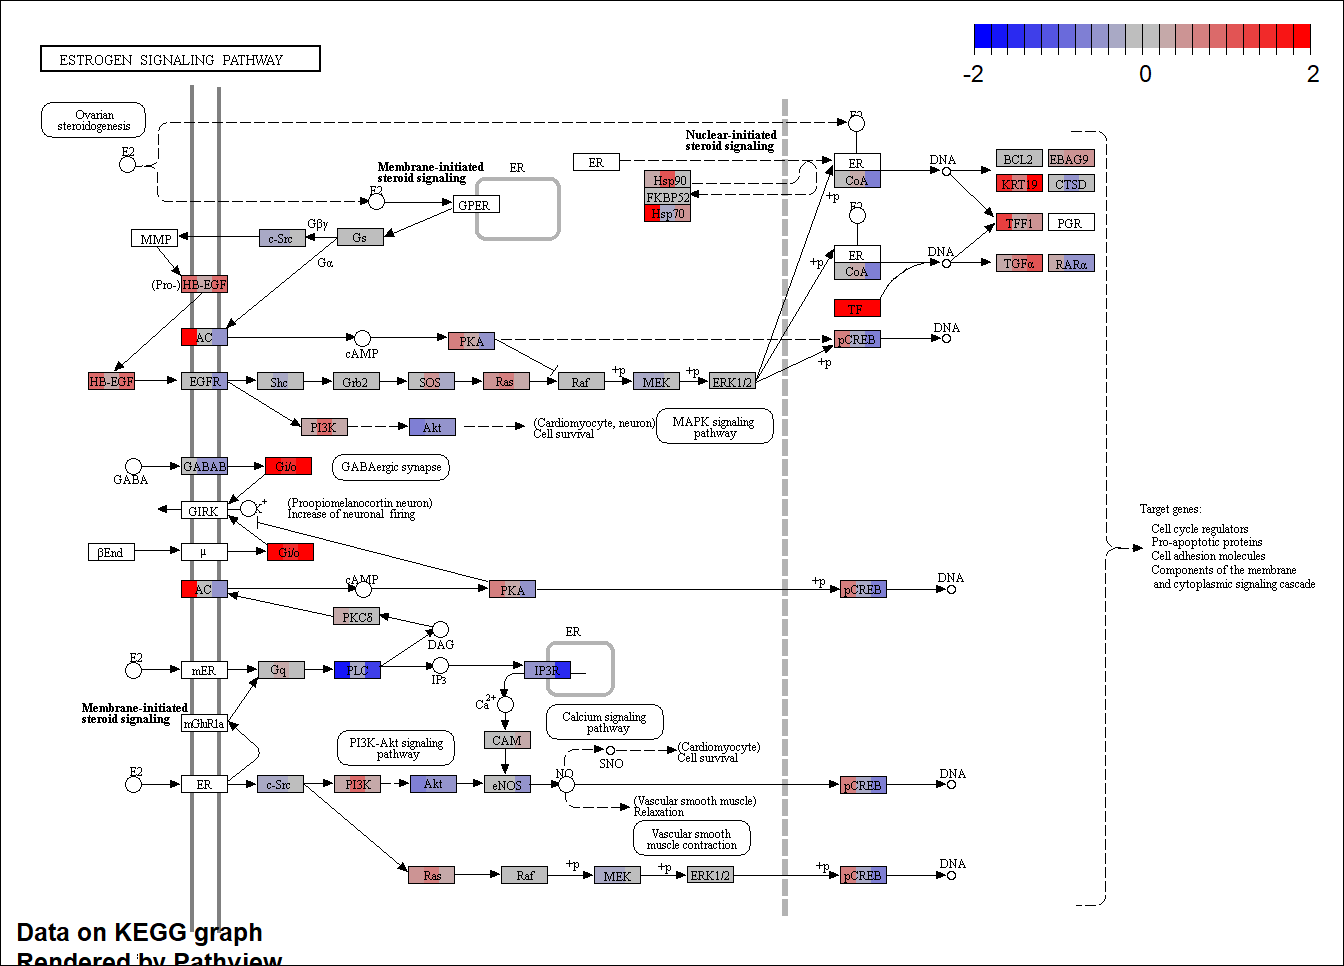 -2 0 2
ESTROGEN SIGNALING PATHWAY
Ovarian
steroidogenesis
E2
E2
Membrane-initiated
steroid signaling
ER
GPER
ER
Nuclear-initiated
steroid signaling
Hsp90
FKBP52
Hsp70
E2
ER
CoA
+p
DNA
BCL2 EBAG9
KRT19 CTSD
TFF1 PGR
E2
ER
CoA
+p
DNA
TGFα RARα
TF
MMP
c-Src
Gβγ
Gs
Gα
(Pro-)
HB-EGF
AC
cAMP
PKA
pCREB
DNA
+p
HB-EGF
EGFR
Shc
Grb2
SOS
Ras
Raf
+p
MEK
+p
ERK1/2
PI3K
Akt
(Cardiomyocyte, neuron)
Cell survival
MAPK signaling
pathway
GABA
GABAB
Gi/o
GABAergic synapse
GIRK
K+
(Propiomelanocortin neuron)
Increase of neuronal firing
βEnd
μ
Gi/o
AC
cAMP
PKA
+p
pCREB
DNA
PKCδ
DAG
E2
mER
Gq
PLC
IP3
IP3R
ER
Ca2+
Membrane-initiated
steroid signaling
mGluR1a
PI3K-Akt signaling
pathway
CAM
Calcium signaling
pathway
SNO
(Cardiomyocyte)
Cell survival
E2
ER
c-Src
PI3K
Akt
eNOS
NO
pCREB
DNA
(Vascular smooth muscle)
Relaxation
Vascular smooth
muscle contraction
Ras
Raf
+p
MEK
+p
ERK1/2
+p
pCREB
DNA
Target genes:
Cell cycle regulators
Pro-apoptotic proteins
Cell adhesion molecules
Components of the membrane
and cytoplasmic signaling cascade
Data on KEGG graph
Rendered by Pathview